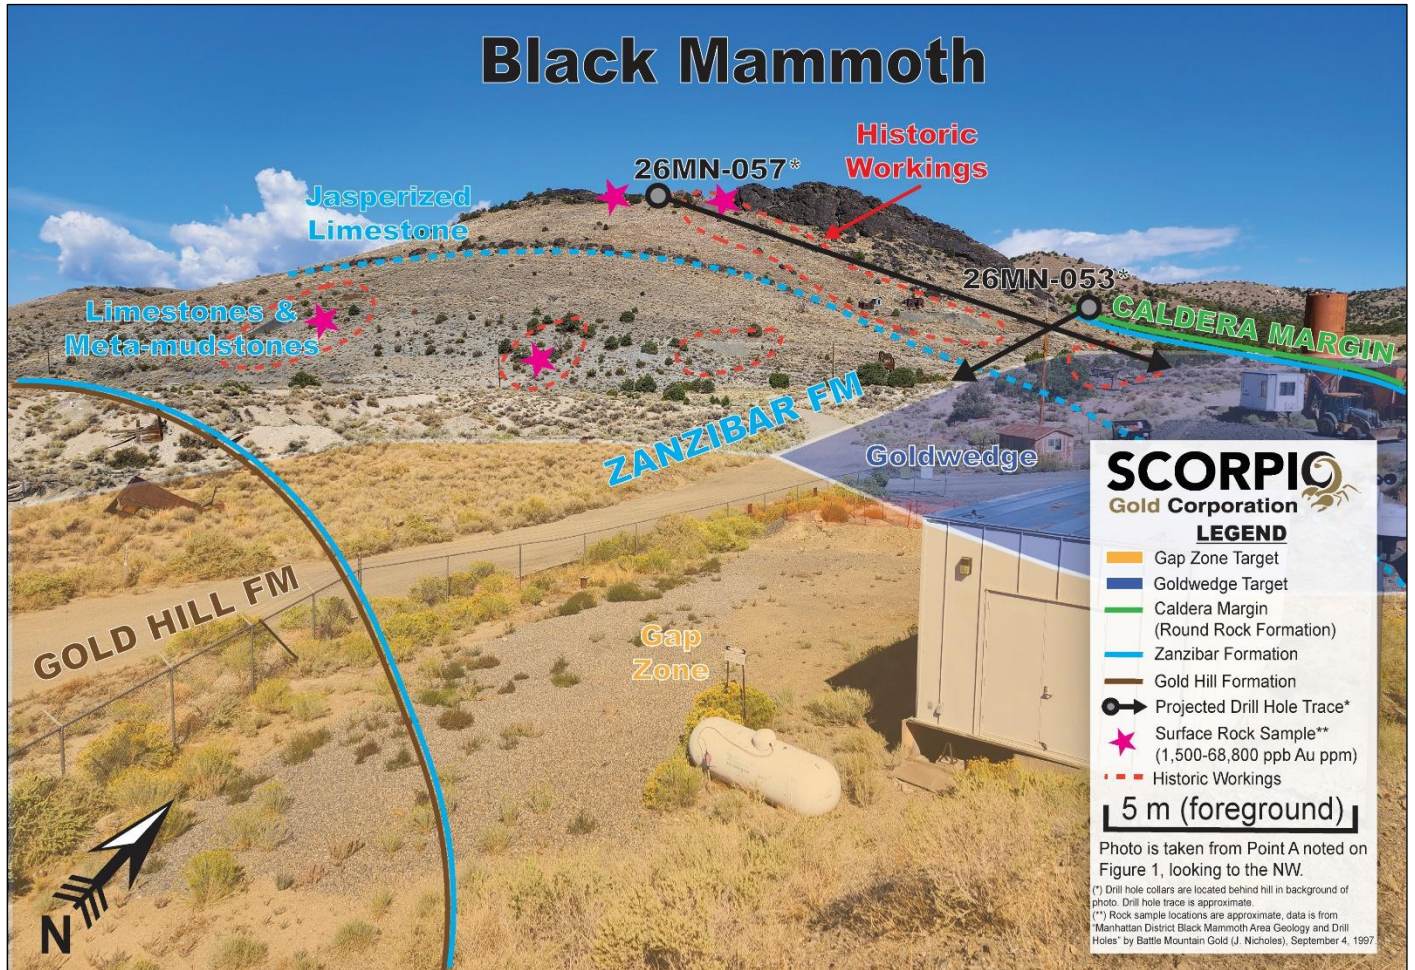 Black Mammoth
Historic
Workings
26MN-057*
Jasperized
Limestone
26MN-053*
CALDERA MARGIN
Limestones &
Meta-mudstones
ZANZIBAR FM
Goldwedge
GOLD HILL FM
Gap
Zone
N
SCORPIO
Gold Corporation
LEGEND
Gap Zone Target
Goldwedge Target
Caldera Margin
(Round Rock Formation)
Zanzibar Formation
Gold Hill Formation
Projected Drill Hole Trace*
Surface Rock Sample**
(1,500-68,800 ppb Au ppm)
Historic Workings
5 m (foreground)
Photo is taken from Point A noted on
Figure 1, looking to the NW.
(*) Drill hole collars are located behind hill in background of
photo. Drill hole trace is approximate.
(**) Rock sample locations are approximate, data is from
"Manhattan District Black Mammoth Area Geology and Drill
Holes" by Battle Mountain Gold (J. Nicholes), September 4, 1997.